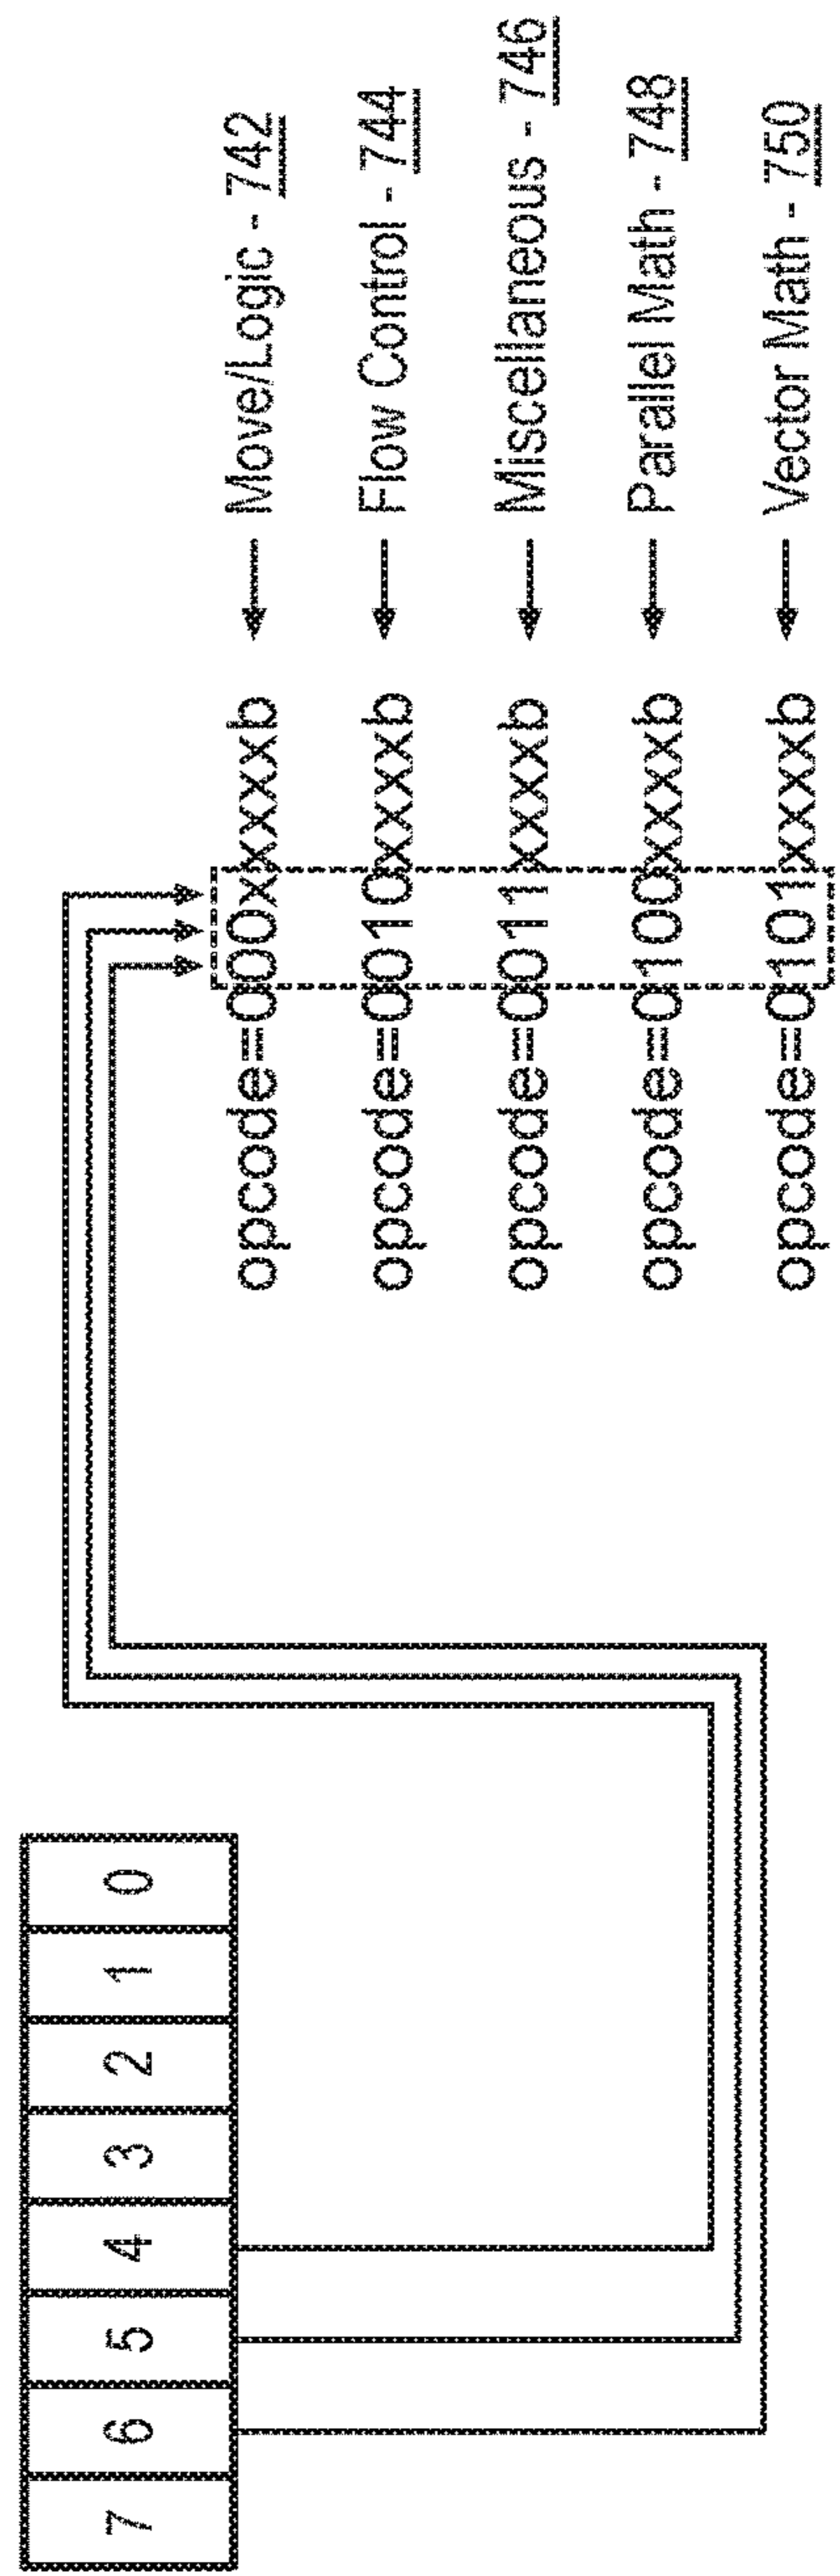 7 6 5 4 3 2 1 0
opcode=000xxxxxb ← Move/Logic - 742
opcode=0010xxxxb ← Flow Control - 744
opcode=0011xxxxb ← Miscellaneous - 746
opcode=0100xxxxb ← Parallel Math - 748
opcode=0101xxxxb ← Vector Math - 750